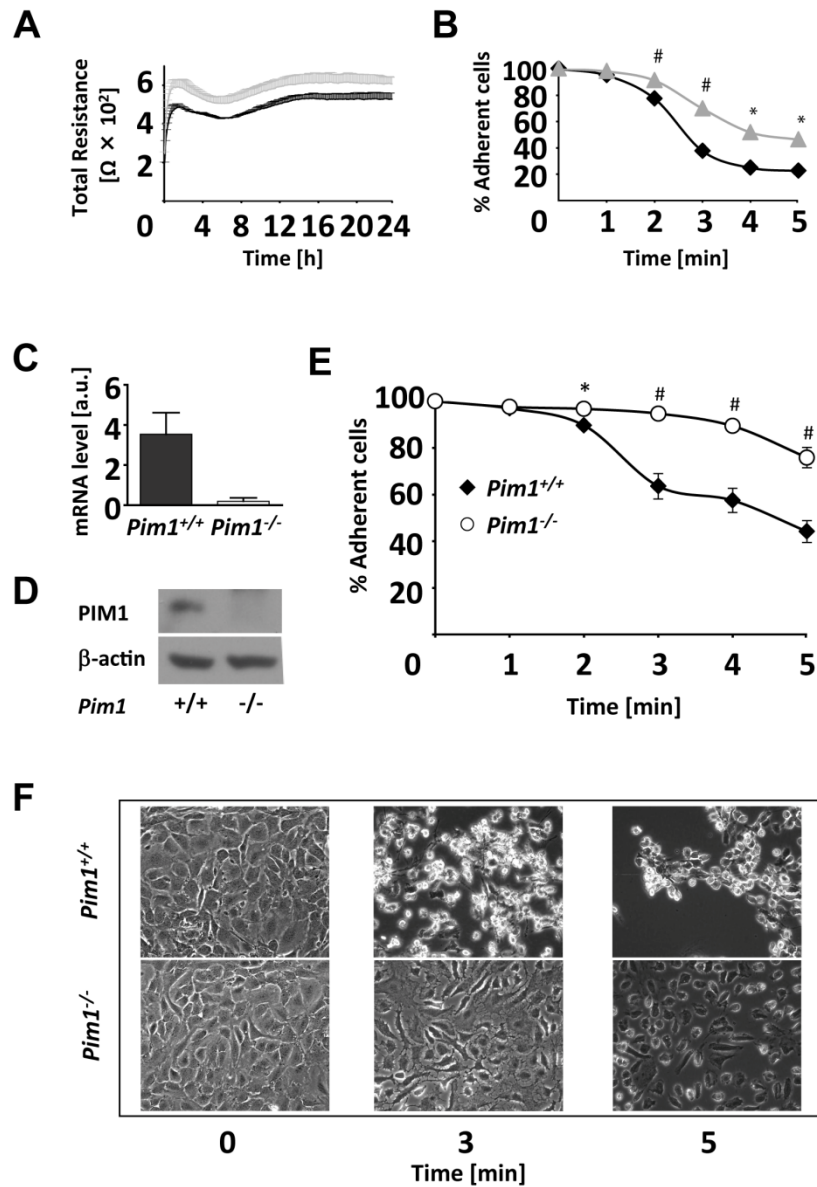 A
Total Resistance
[Ω × 10²]
6
4
2
0 4 8 12 16 20 24
Time [h]
B
% Adherent cells
100
80
60
40
20
# # * *
0 1 2 3 4 5
Time [min]
C
mRNA level [a.u.]
6
4
2
0
Pim1+/+ Pim1-/-
D
PIM1
β-actin
Pim1 +/+ -/-
E
% Adherent cells
100
80
60
40
20
* # # #
Pim1+/+
Pim1-/-
0 1 2 3 4 5
Time [min]
F
Pim1+/+
Pim1-/-
0 3 5
Time [min]